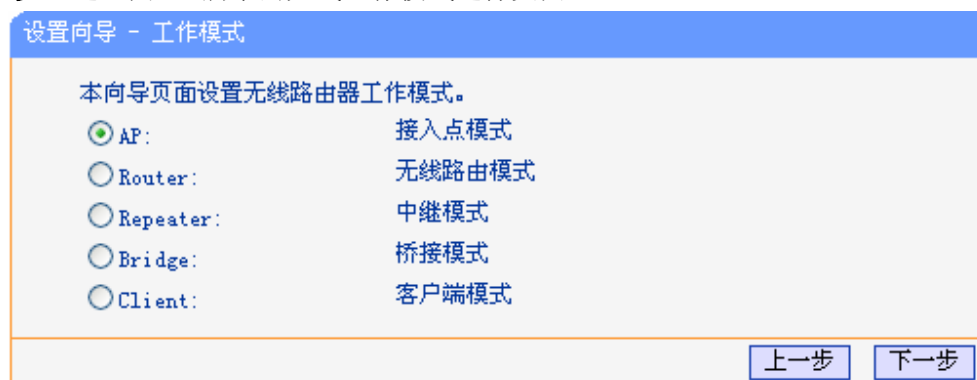 设置向导 - 工作模式
本向导页面设置无线路由器工作模式。
AP: 接入点模式
Router: 无线路由模式
Repeater: 中继模式
Bridge: 桥接模式
Client: 客户端模式
上一步 下一步